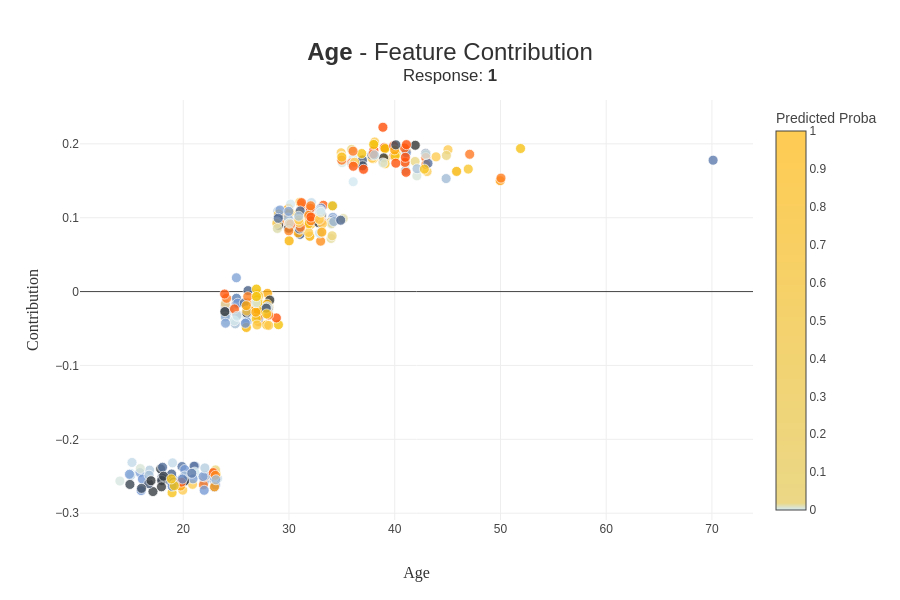 Age - Feature Contribution
Response: 1
Predicted Proba
1
0.9
0.8
0.7
0.6
0.5
0.4
0.3
0.2
0.1
0
Contribution
0.2
0.1
0
−0.1
−0.2
−0.3
20 30 40 50 60 70
Age